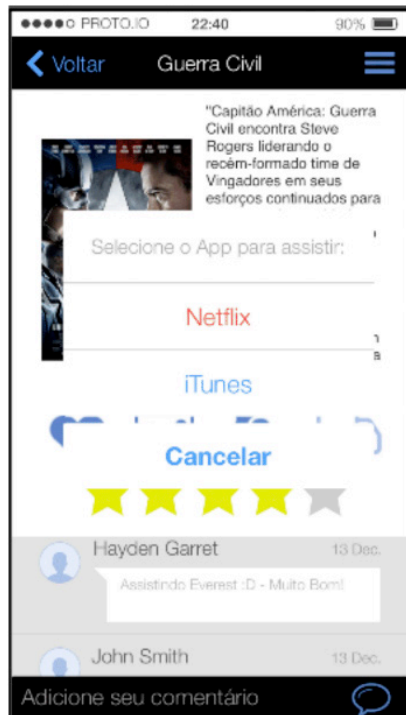 PROTO.IO 22:40 90%
Voltar Guerra Civil
"Capitão América: Guerra
Civil encontra Steve
Rogers liderando o
recém-formado time de
Vingadores em seus
esforços continuados para
Selecione o App para assistir:
Netflix
iTunes
Cancelar
Hayden Garret 13 Dec.
Assistindo Everest :D - Muito Bom!
John Smith 13 Dec.
Adicione seu comentário